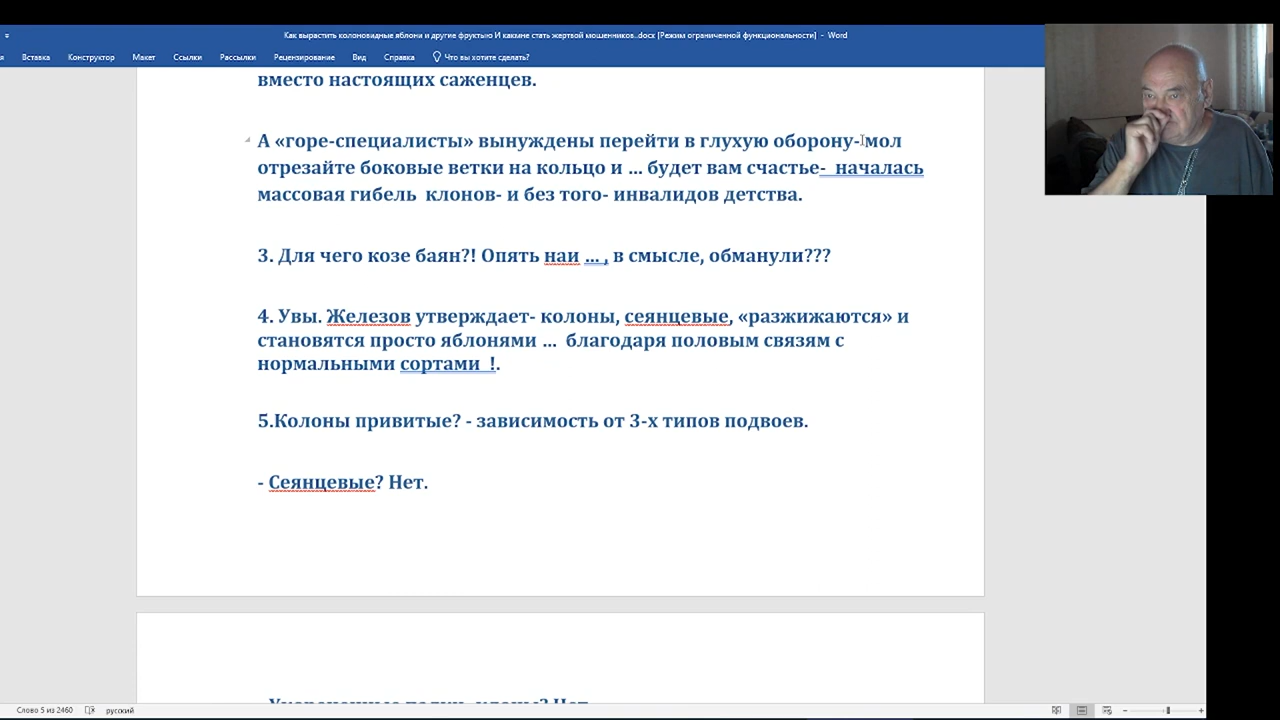 Как вырастить колоновидные яблони и другие фрукты И как не стать жертвой мошенников..docx [Режим ограниченной функциональности] - Word
Вставка Конструктор Макет Ссылки Рассылки Рецензирование Вид Справка Что вы хотите сделать?
вместо настоящих саженцев.
А «горе-специалисты» вынуждены перейти в глухую оборону- мол
отрезайте боковые ветки на кольцо и ... будет вам счастье- началась
массовая гибель клонов- и без того- инвалидов детства.
3. Для чего козе баян?! Опять наи ... , в смысле, обманули???
4. Увы. Железов утверждает- колоны, сеянцевые, «разжижаются» и
становятся просто яблонями ... благодаря половым связям с
нормальными сортами !.
5.Колоны привитые? - зависимость от 3-х типов подвоев.
- Сеянцевые? Нет.
Слово 5 из 2460 русский